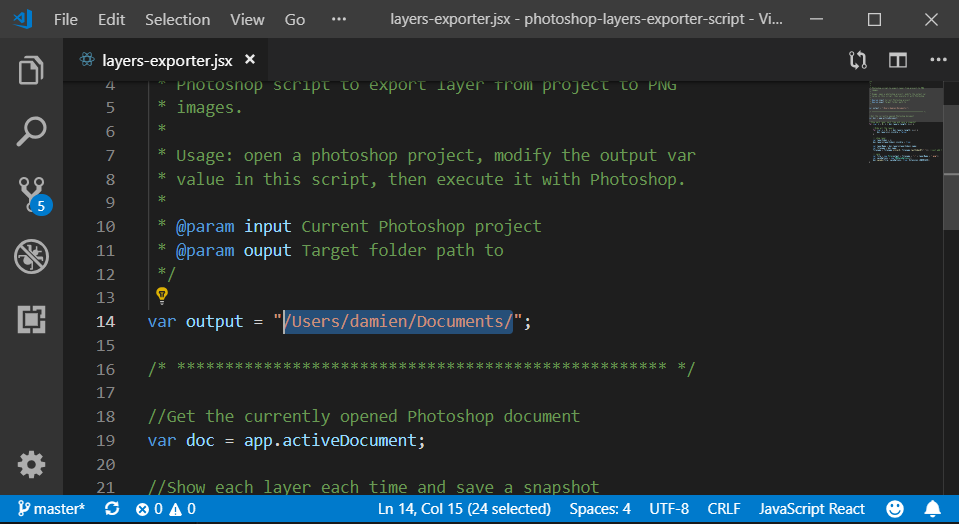 File Edit Selection View Go ··· layers-exporter.jsx - photoshop-layers-exporter-script - Vi...
layers-exporter.jsx
4 * Photoshop script to export layer from project to PNG
5 * images.
6 *
7 * Usage: open a photoshop project, modify the output var
8 * value in this script, then execute it with Photoshop.
9 *
10 * @param input Current Photoshop project
11 * @param ouput Target folder path to
12 */
13
14 var output = "/Users/damien/Documents/";
15
16 /* *************************************************** */
17
18 //Get the currently opened Photoshop document
19 var doc = app.activeDocument;
20
21 //Show each layer each time and save a snapshot
5
master* 0 0 Ln 14, Col 15 (24 selected) Spaces: 4 UTF-8 CRLF JavaScript React